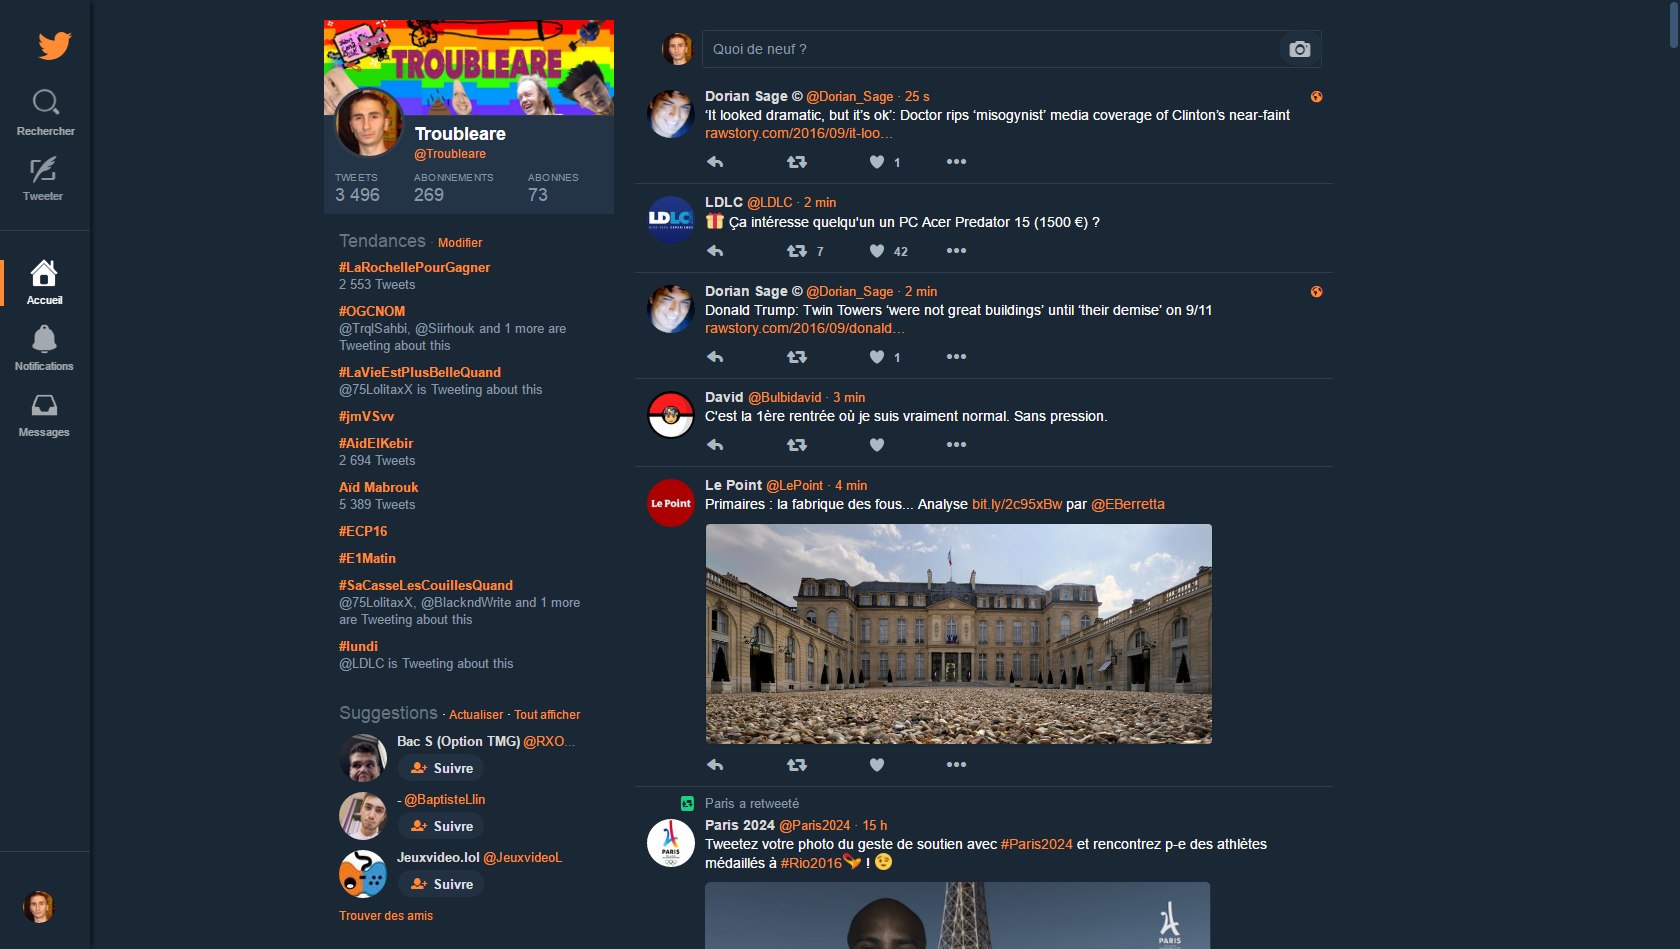 Rechercher
Tweeter
Accueil
Notifications
Messages
TROUBLEARE
Troubleare
@Troubleare
TWEETS ABONNEMENTS ABONNES
3 496 269 73
Tendances · Modifier
#LaRochellePourGagner
2 553 Tweets
#OGCNOM
@TrqlSahbi, @Siirhouk and 1 more are
Tweeting about this
#LaVieEstPlusBelleQuand
@75LolitaxX is Tweeting about this
#jmVSvv
#AidElKebir
2 694 Tweets
Aïd Mabrouk
5 389 Tweets
#ECP16
#E1Matin
#SaCasseLesCouillesQuand
@75LolitaxX, @BlackndWrite and 1 more
are Tweeting about this
#lundi
@LDLC is Tweeting about this
Suggestions · Actualiser · Tout afficher
Bac S (Option TMG) @RXO...
Suivre
- @BaptisteLlin
Suivre
Jeuxvideo.lol @JeuxvideoL
Suivre
Trouver des amis
Quoi de neuf ?
Dorian Sage © @Dorian_Sage · 25 s
‘It looked dramatic, but it’s ok’: Doctor rips ‘misogynist’ media coverage of Clinton’s near-faint
rawstory.com/2016/09/it-loo…
1
LDLC
LDLC @LDLC · 2 min
Ça intéresse quelqu'un un PC Acer Predator 15 (1500 €) ?
7 42
Dorian Sage © @Dorian_Sage · 2 min
Donald Trump: Twin Towers ‘were not great buildings’ until ‘their demise’ on 9/11
rawstory.com/2016/09/donald…
1
David @Bulbidavid · 3 min
C'est la 1ère rentrée où je suis vraiment normal. Sans pression.
Le Point
Le Point @LePoint · 4 min
Primaires : la fabrique des fous... Analyse bit.ly/2c95xBw par @EBerretta
Paris a retweeté
PARIS
Paris 2024 @Paris2024 · 15 h
Tweetez votre photo du geste de soutien avec #Paris2024 et rencontrez p-e des athlètes
médaillés à #Rio2016 !
PARIS